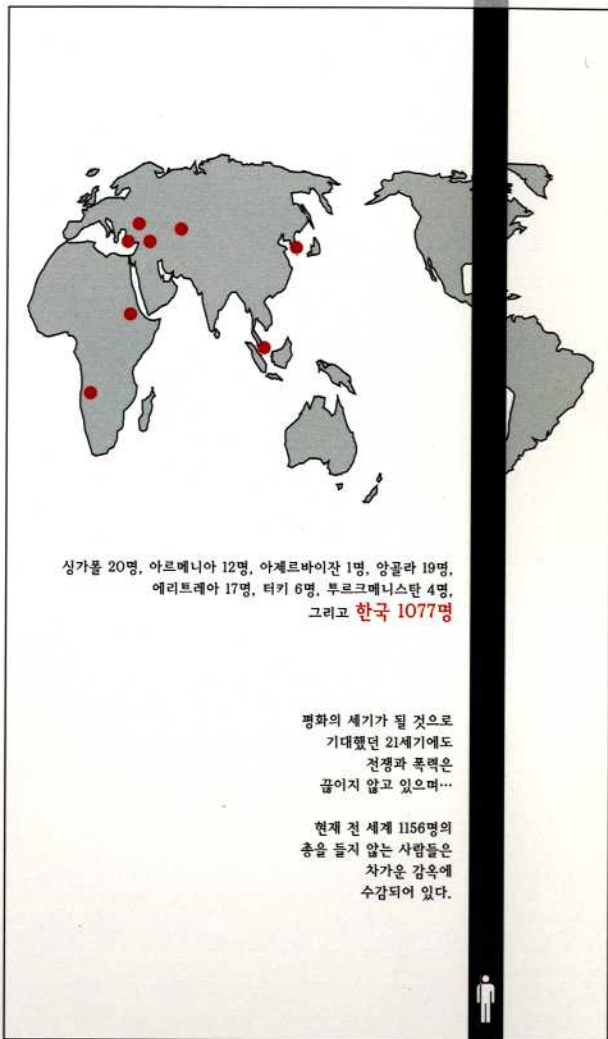 싱가폴 20명, 아르메니아 12명, 아제르바이잔 1명, 앙골라 19명,
에리트레아 17명, 터키 6명, 투르크메니스탄 4명,
그리고 한국 1077명
평화의 세기가 될 것으로
기대했던 21세기에도
전쟁과 폭력은
끊이지 않고 있으며…
현재 전 세계 1156명의
총을 들지 않는 사람들은
차가운 감옥에
수감되어 있다.